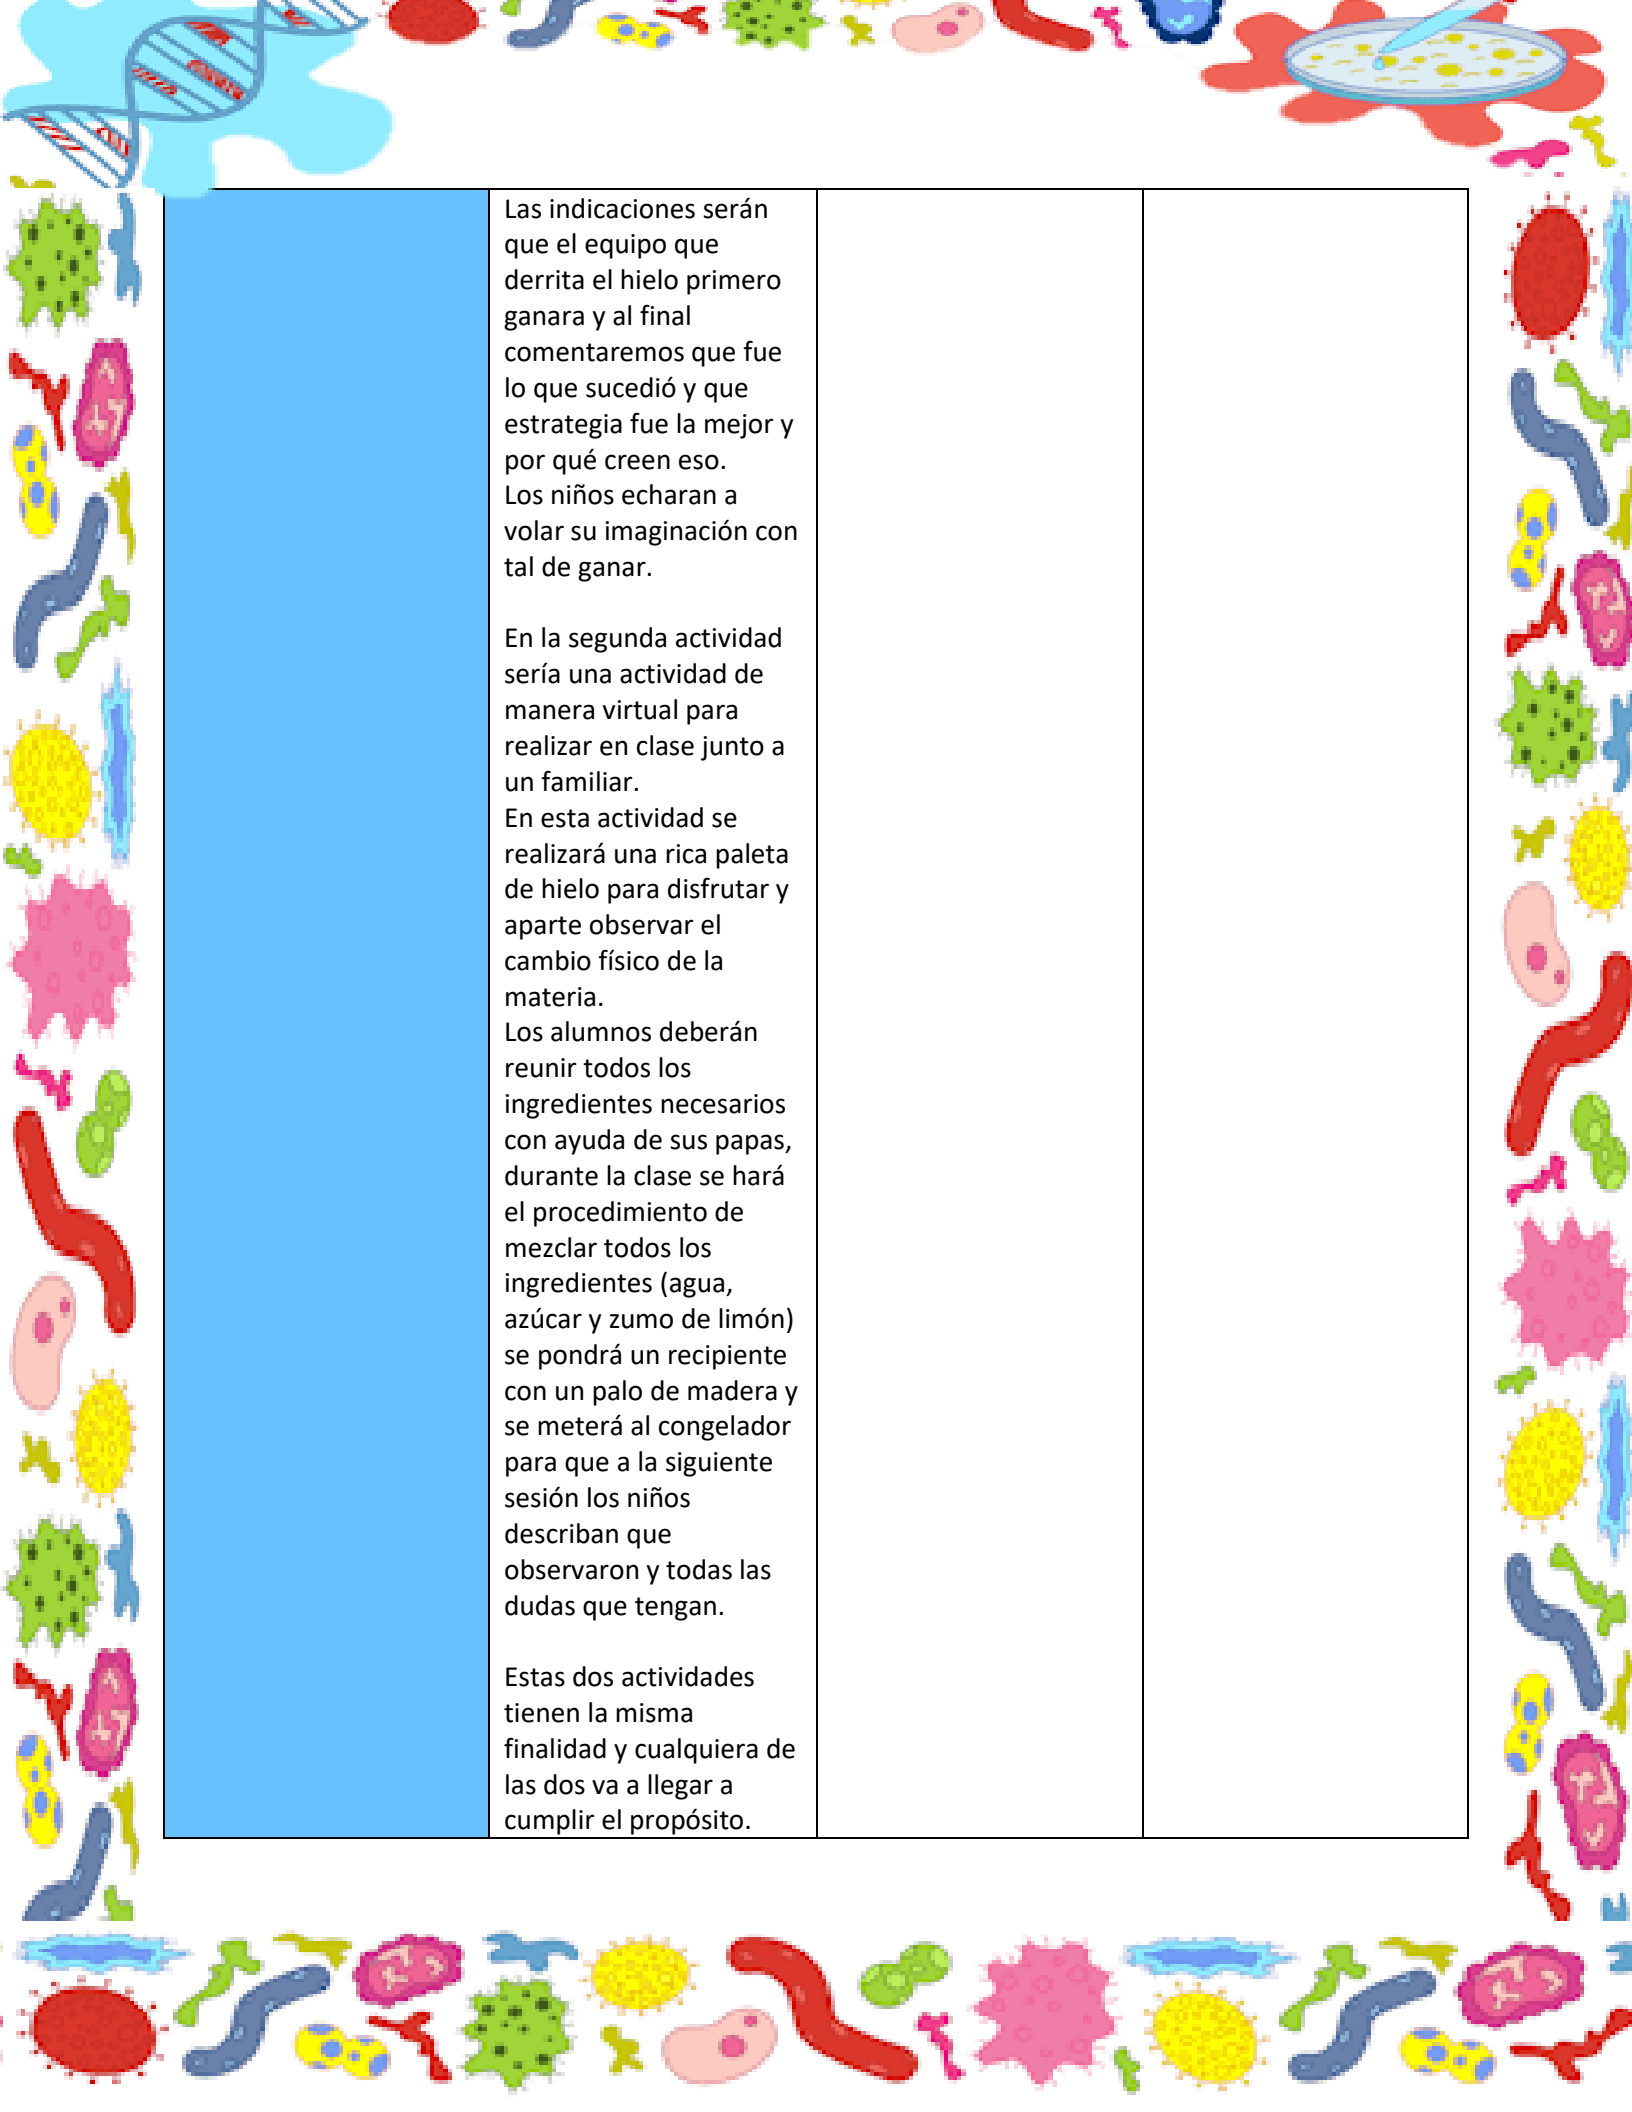 Las indicaciones serán
que el equipo que
derrita el hielo primero
ganara y al final
comentaremos que fue
lo que sucedió y que
estrategia fue la mejor y
por qué creen eso.
Los niños echaran a
volar su imaginación con
tal de ganar.
En la segunda actividad
sería una actividad de
manera virtual para
realizar en clase junto a
un familiar.
En esta actividad se
realizará una rica paleta
de hielo para disfrutar y
aparte observar el
cambio físico de la
materia.
Los alumnos deberán
reunir todos los
ingredientes necesarios
con ayuda de sus papas,
durante la clase se hará
el procedimiento de
mezclar todos los
ingredientes (agua,
azúcar y zumo de limón)
se pondrá un recipiente
con un palo de madera y
se meterá al congelador
para que a la siguiente
sesión los niños
describan que
observaron y todas las
dudas que tengan.
Estas dos actividades
tienen la misma
finalidad y cualquiera de
las dos va a llegar a
cumplir el propósito.